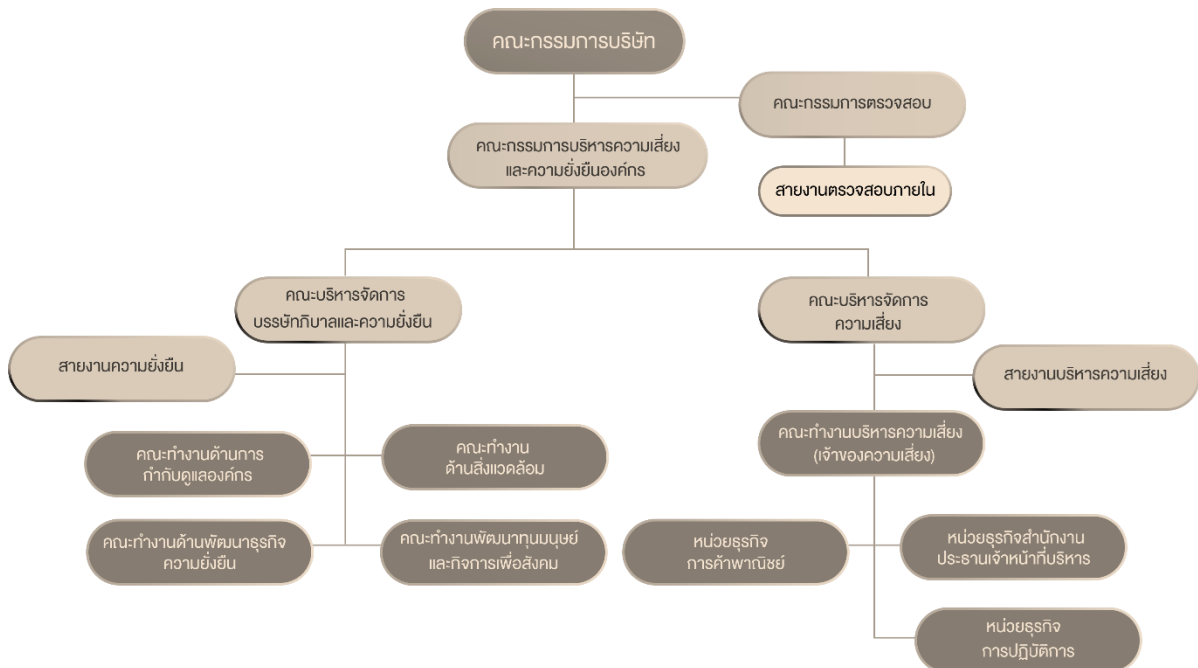 คณะกรรมการบริษัท
คณะกรรมการตรวจสอบ
คณะกรรมการบริหารความเสี่ยง
และความยั่งยืนองค์กร
สายงานตรวจสอบภายใน
คณะบริหารจัดการ
บรรษัทภิบาลและความยั่งยืน
คณะบริหารจัดการ
ความเสี่ยง
สายงานความยั่งยืน
สายงานบริหารความเสี่ยง
คณะทำงานด้านการ
กำกับดูแลองค์กร
คณะทำงาน
ด้านสิ่งแวดล้อม
คณะทำงานบริหารความเสี่ยง
(เจ้าของความเสี่ยง)
คณะทำงานด้านพัฒนาธุรกิจ
ความยั่งยืน
คณะทำงานพัฒนาทุนมนุษย์
และกิจการเพื่อสังคม
หน่วยธุรกิจ
การค้าพาณิชย์
หน่วยธุรกิจสำนักงาน
ประธานเจ้าหน้าที่บริหาร
หน่วยธุรกิจ
การปฏิบัติการ